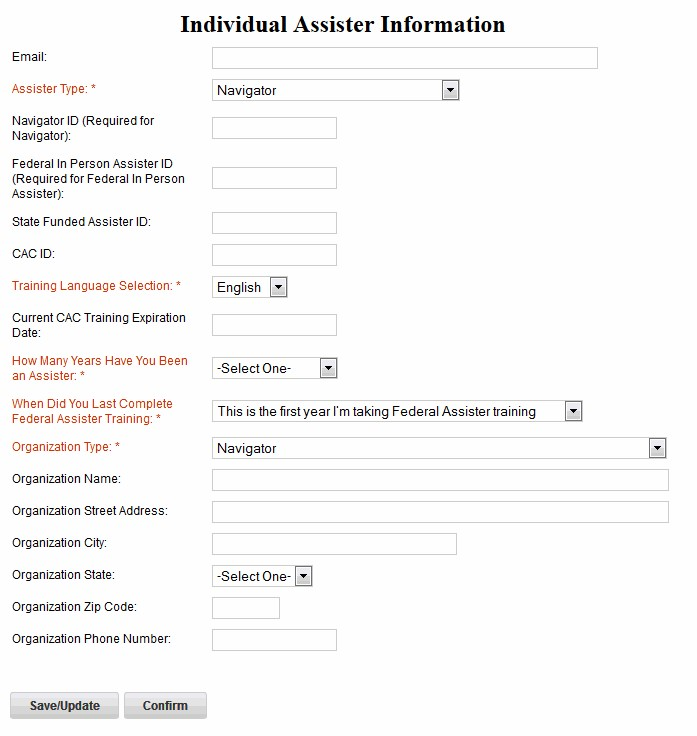 Individual Assister Information
Email:
Assister Type: *
Navigator
Navigator ID (Required for
Navigator):
Federal In Person Assister ID
(Required for Federal In Person
Assister):
State Funded Assister ID:
CAC ID:
Training Language Selection: *
English
Current CAC Training Expiration
Date:
How Many Years Have You Been
an Assister: *
-Select One-
When Did You Last Complete
Federal Assister Training: *
This is the first year I'm taking Federal Assister training
Organization Type: *
Navigator
Organization Name:
Organization Street Address:
Organization City:
Organization State:
-Select One-
Organization Zip Code:
Organization Phone Number:
Save/Update
Confirm